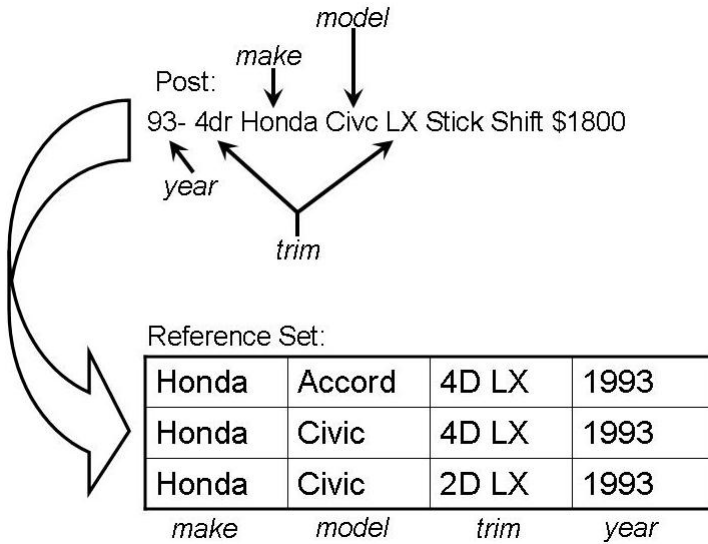 model
make
Post:
93- 4dr Honda Civc LX Stick Shift $1800
year
trim
Reference Set:
Honda Accord 4D LX 1993
Honda Civic 4D LX 1993
Honda Civic 2D LX 1993
make model trim year